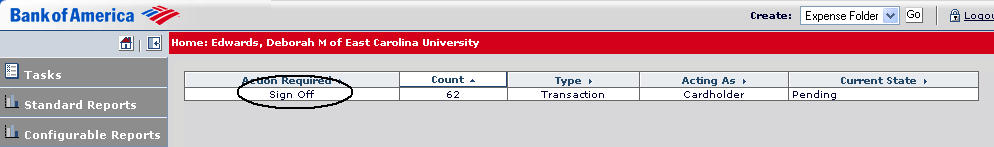 Bank of America
Create: Expense Folder Go Logou
Home: Edwards, Deborah M of East Carolina University
Tasks
Standard Reports
Configurable Reports
Action Required Count Type Acting As Current State
Sign Off 62 Transaction Cardholder Pending